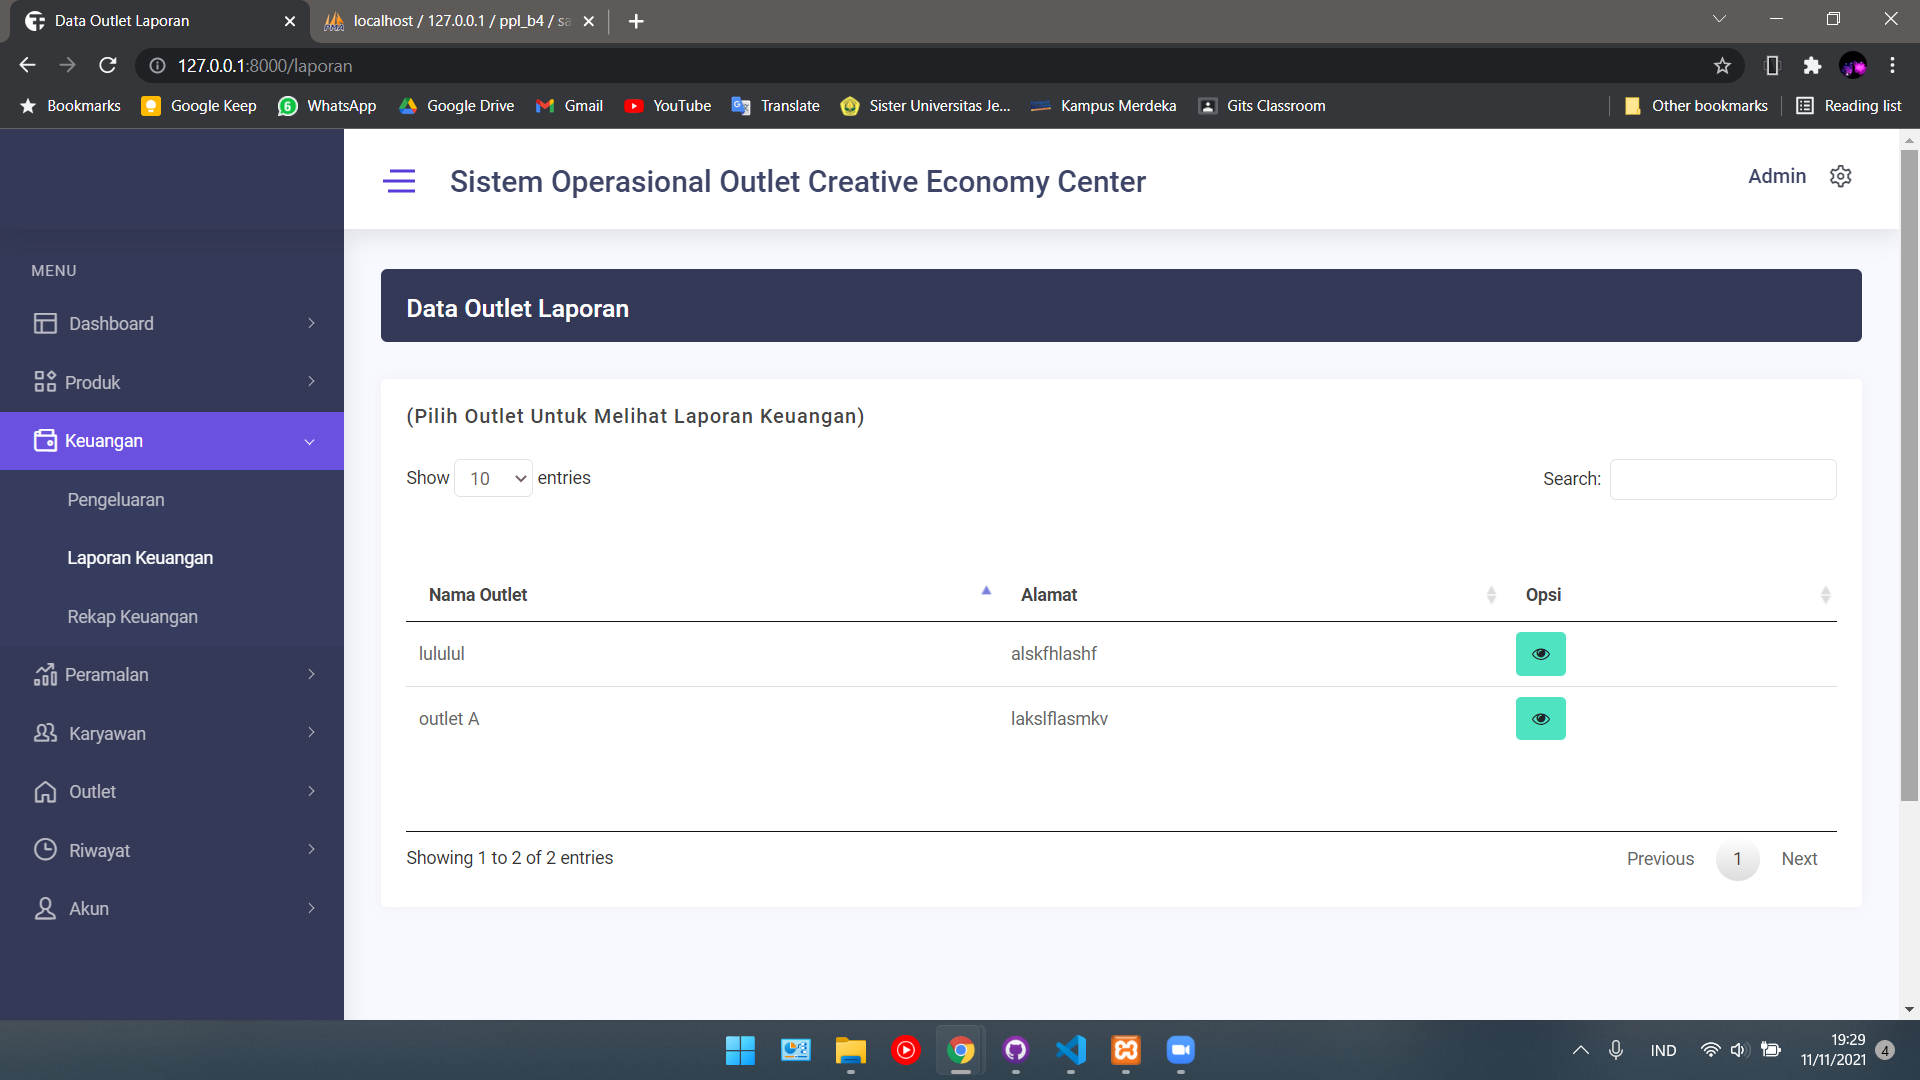 Data Outlet Laporan
localhost / 127.0.0.1 / ppl_b4 / sa
127.0.0.1:8000/laporan
Bookmarks Google Keep WhatsApp Google Drive Gmail YouTube Translate Sister Universitas Je... Kampus Merdeka Gits Classroom Other bookmarks Reading list
Sistem Operasional Outlet Creative Economy Center
Admin
MENU
Dashboard
Produk
Keuangan
Pengeluaran
Laporan Keuangan
Rekap Keuangan
Peramalan
Karyawan
Outlet
Riwayat
Akun
Data Outlet Laporan
(Pilih Outlet Untuk Melihat Laporan Keuangan)
Show 10 entries
Search:
Nama Outlet Alamat Opsi
lululul alskfhlashf
outlet A lakslflasmkv
Showing 1 to 2 of 2 entries
Previous 1 Next
IND
19:29
11/11/2021
4